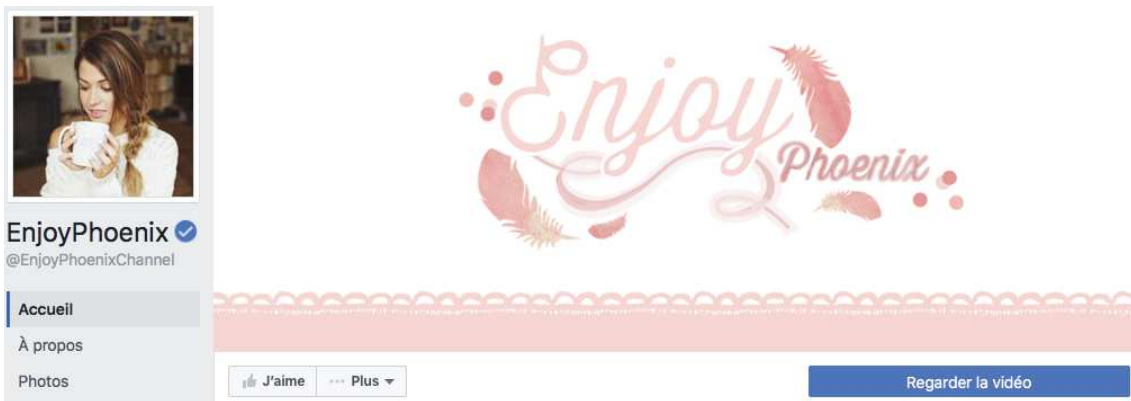 Enjoy
Phoenix
EnjoyPhoenix
@EnjoyPhoenixChannel
Accueil
À propos
Photos
J'aime
Plus
Regarder la vidéo